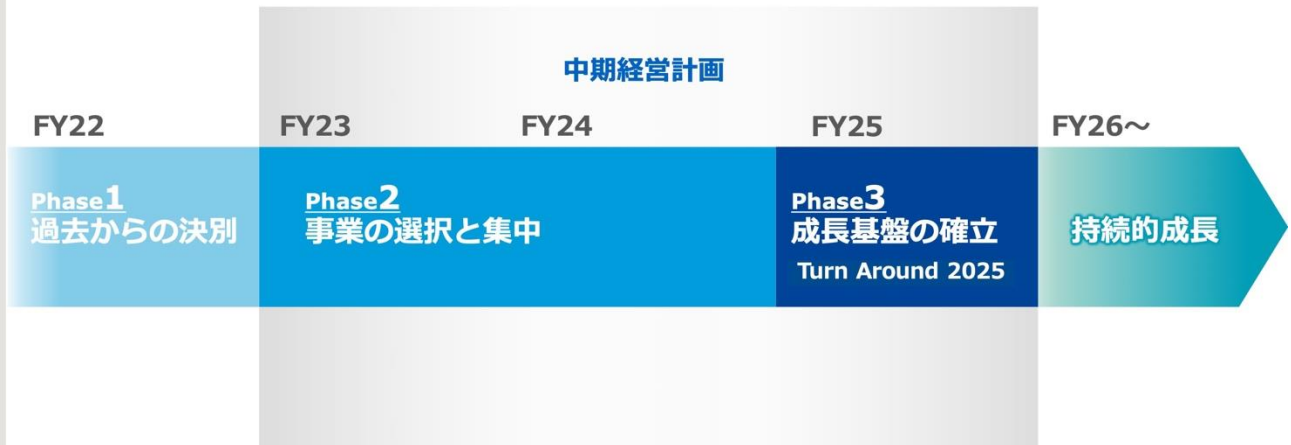 中期経営計画
FY22
FY23
FY24
FY25
FY26～
Phase1
過去からの決別
Phase2
事業の選択と集中
Phase3
成長基盤の確立
Turn Around 2025
持続的成長